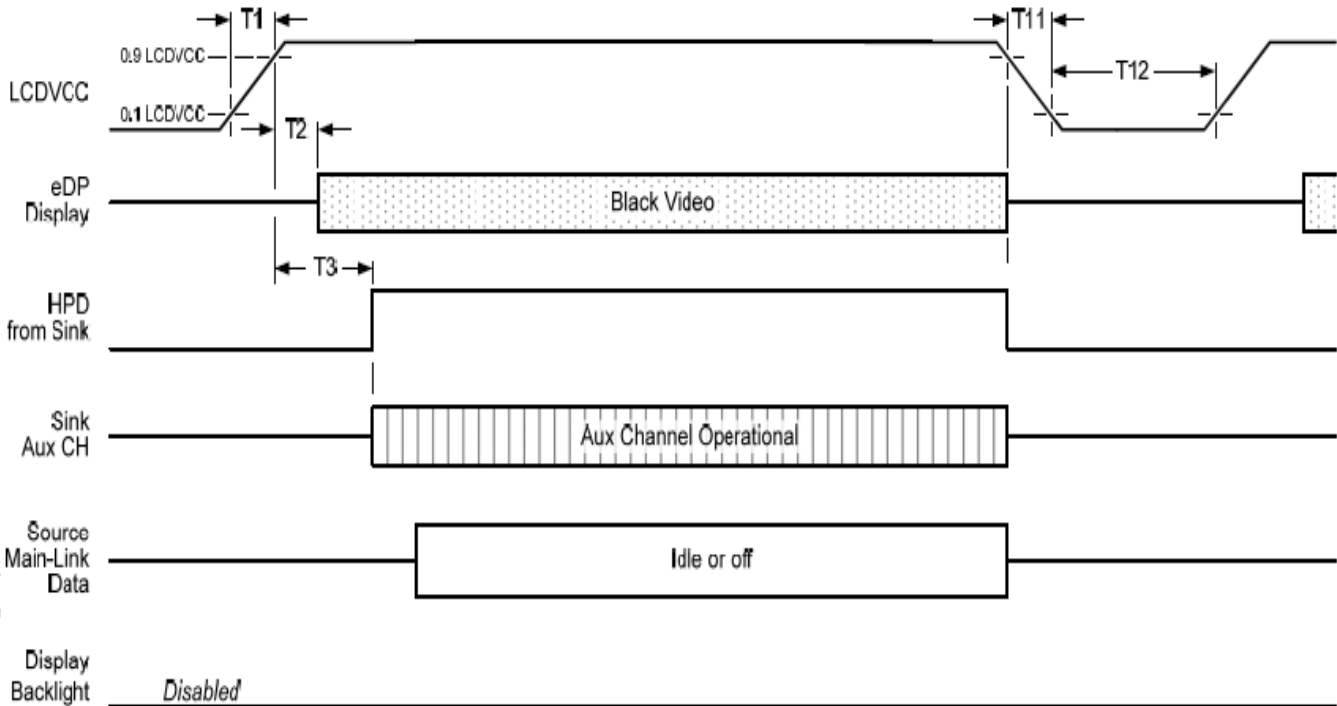 T1
T11
0.9 LCDVCC
LCDVCC
T12
0.1 LCDVCC
T2
eDP
Display
Black Video
T3
HPD
from Sink
Sink
Aux CH
Aux Channel Operational
Source
Main-Link
Data
Idle or off
Display
Backlight
Disabled